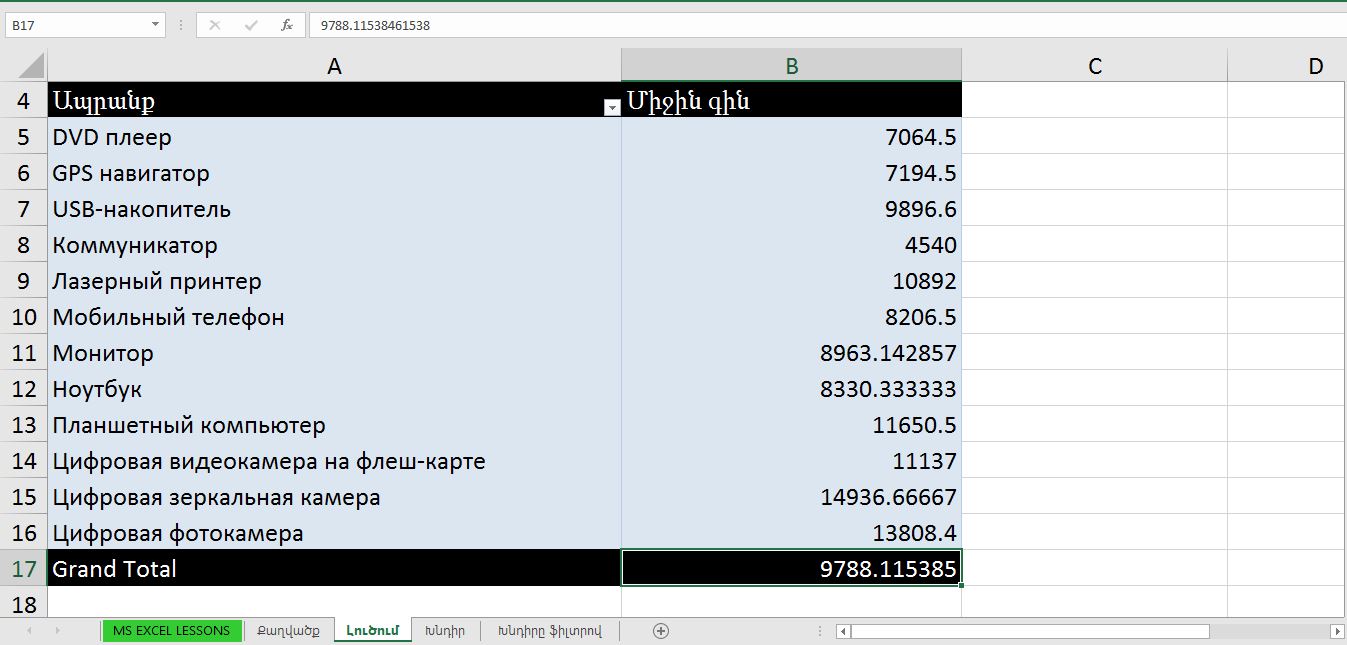 B17 fx 9788.11538461538
A B C D
4 Ապրանք Միջին գին
5 DVD плеер 7064.5
6 GPS навигатор 7194.5
7 USB-накопитель 9896.6
8 Коммуникатор 4540
9 Лазерный принтер 10892
10 Мобильный телефон 8206.5
11 Монитор 8963.142857
12 Ноутбук 8330.333333
13 Планшетный компьютер 11650.5
14 Цифровая видеокамера на флеш-карте 11137
15 Цифровая зеркальная камера 14936.66667
16 Цифровая фотокамера 13808.4
17 Grand Total 9788.115385
18
MS EXCEL LESSONS Քաղվածք Լուծում Խնդիր Խնդիրը ֆիլտրով